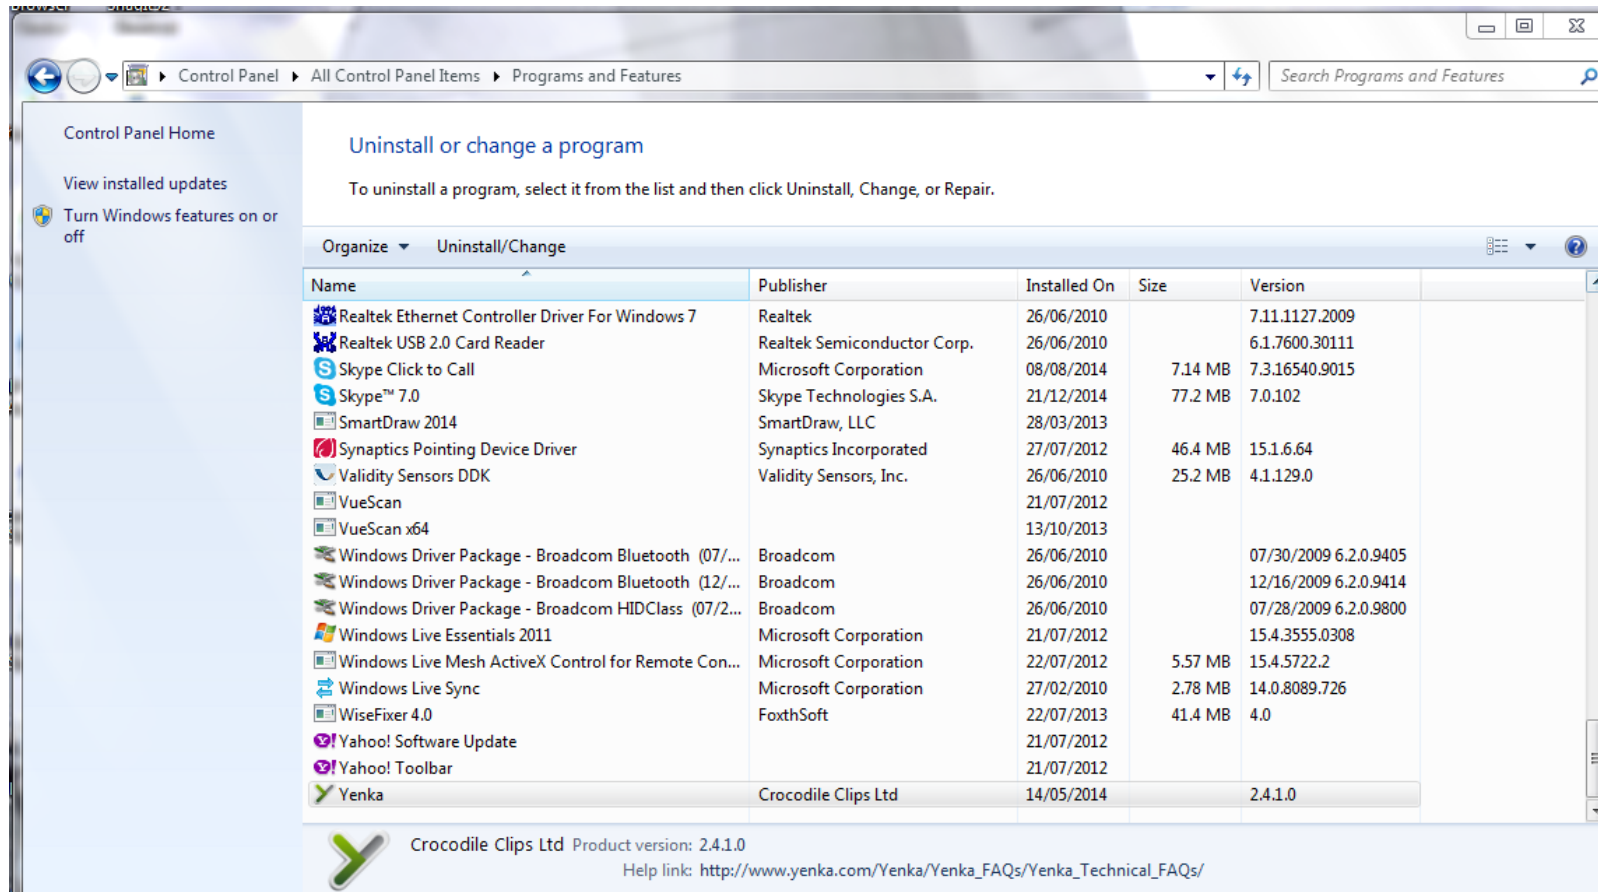 Control Panel All Control Panel Items Programs and Features Search Programs and Features
Control Panel Home
View installed updates
Turn Windows features on or
off
Uninstall or change a program
To uninstall a program, select it from the list and then click Uninstall, Change, or Repair.
Organize Uninstall/Change
Name Publisher Installed On Size Version
Realtek Ethernet Controller Driver For Windows 7 Realtek 26/06/2010 7.11.1127.2009
Realtek USB 2.0 Card Reader Realtek Semiconductor Corp. 26/06/2010 6.1.7600.30111
Skype Click to Call Microsoft Corporation 08/08/2014 7.14 MB 7.3.16540.9015
Skype™ 7.0 Skype Technologies S.A. 21/12/2014 77.2 MB 7.0.102
SmartDraw 2014 SmartDraw, LLC 28/03/2013
Synaptics Pointing Device Driver Synaptics Incorporated 27/07/2012 46.4 MB 15.1.6.64
Validity Sensors DDK Validity Sensors, Inc. 26/06/2010 25.2 MB 4.1.129.0
VueScan 21/07/2012
VueScan x64 13/10/2013
Windows Driver Package - Broadcom Bluetooth (07/... Broadcom 26/06/2010 07/30/2009 6.2.0.9405
Windows Driver Package - Broadcom Bluetooth (12/... Broadcom 26/06/2010 12/16/2009 6.2.0.9414
Windows Driver Package - Broadcom HIDClass (07/2... Broadcom 26/06/2010 07/28/2009 6.2.0.9800
Windows Live Essentials 2011 Microsoft Corporation 21/07/2012 15.4.3555.0308
Windows Live Mesh ActiveX Control for Remote Con... Microsoft Corporation 22/07/2012 5.57 MB 15.4.5722.2
Windows Live Sync Microsoft Corporation 27/02/2010 2.78 MB 14.0.8089.726
WiseFixer 4.0 FoxthSoft 22/07/2013 41.4 MB 4.0
Yahoo! Software Update 21/07/2012
Yahoo! Toolbar 21/07/2012
Yenka Crocodile Clips Ltd 14/05/2014 2.4.1.0
Crocodile Clips Ltd Product version: 2.4.1.0
Help link: http://www.yenka.com/Yenka/Yenka_FAQs/Yenka_Technical_FAQs/